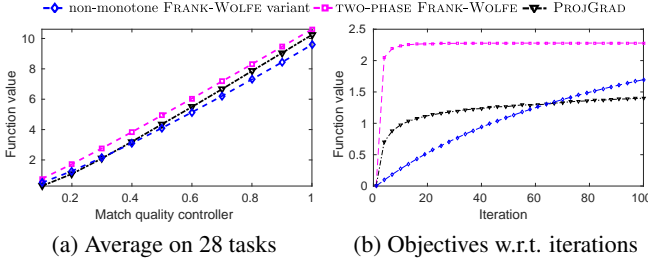 non-monotone FRANK-WOLFE variant TWO-PHASE FRANK-WOLFE PROJGRAD
10
8
6
4
2
Function value
0.2 0.4 0.6 0.8 1
Match quality controller
(a) Average on 28 tasks
2.5
2
1.5
1
0.5
0
Function value
0 20 40 60 80 100
Iteration
(b) Objectives w.r.t. iterations